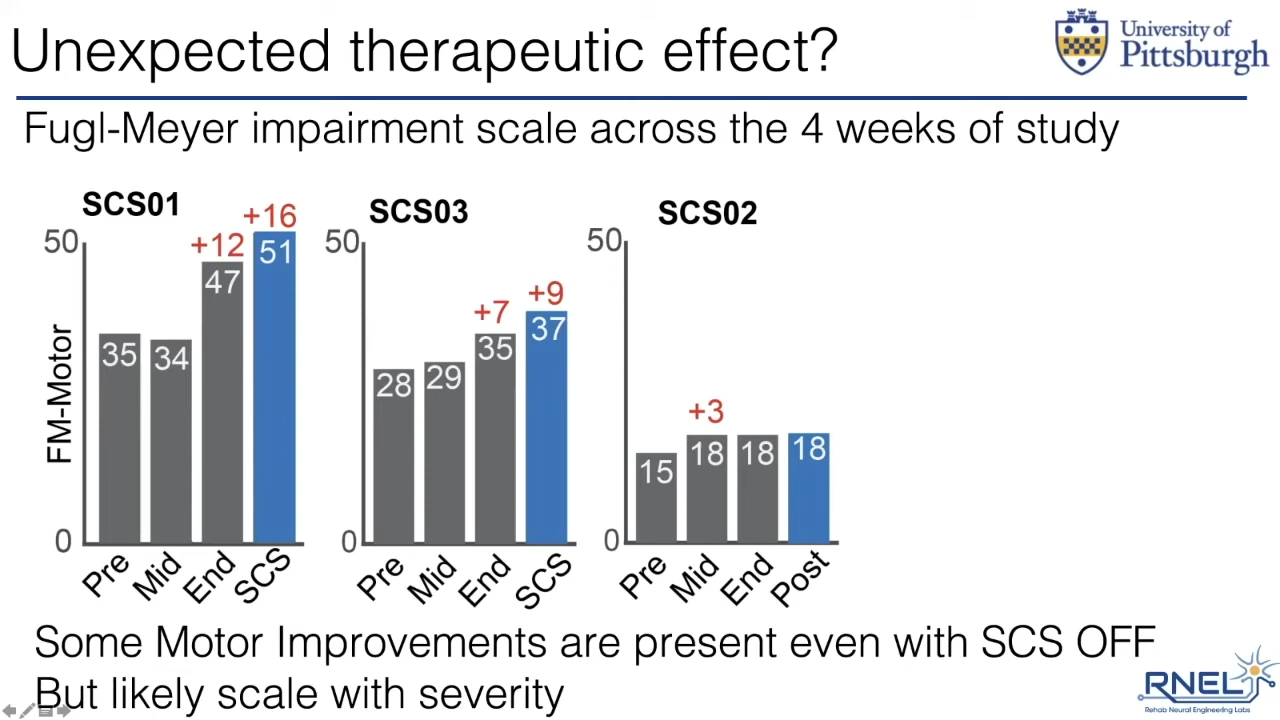 Unexpected therapeutic effect?
University of
Pittsburgh
Fugl-Meyer impairment scale across the 4 weeks of study
SCS01
SCS03
SCS02
FM-Motor
50
0
35
34
+12
47
+16
51
Pre
Mid
End
SCS
50
0
28
29
+7
35
+9
37
Pre
Mid
End
SCS
50
0
15
+3
18
18
18
Pre
Mid
End
Post
Some Motor Improvements are present even with SCS OFF
But likely scale with severity
RNEL
Rehab Neural Engineering Labs